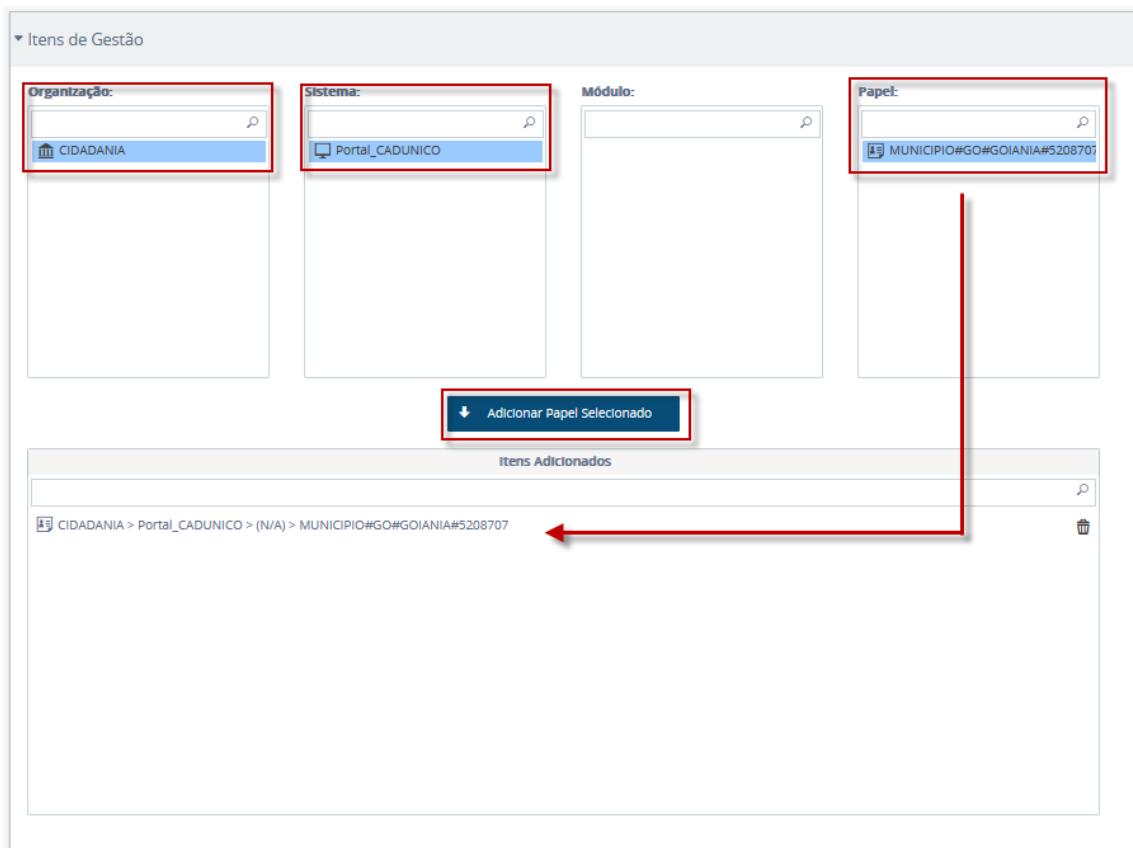 Itens de Gestão
Organização: Sistema: Módulo: Papel:
CIDADANIA Portal_CADUNICO MUNICIPIO#GO#GOIANIA#5208707
Adicionar Papel Selecionado
Itens Adicionados
CIDADANIA > Portal_CADUNICO > (N/A) > MUNICIPIO#GO#GOIANIA#5208707